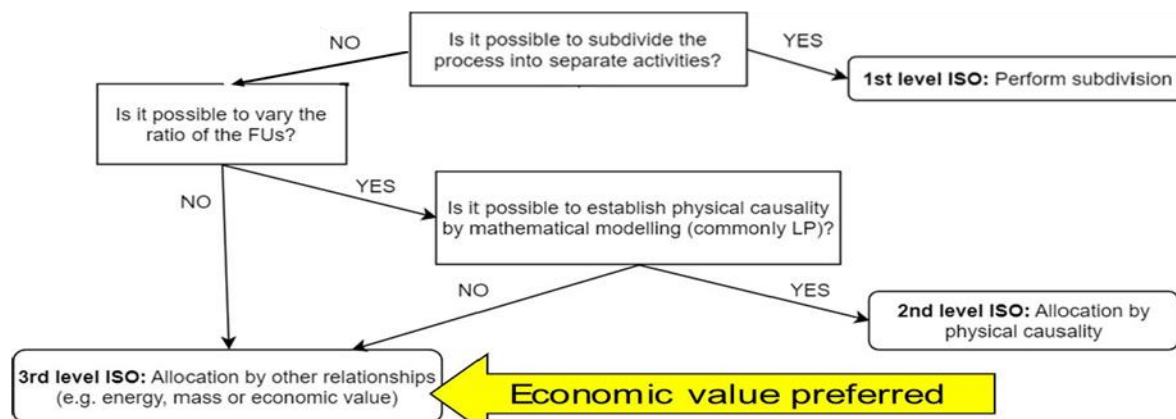 NO
Is it possible to subdivide the
process into separate activities?
YES
1st level ISO: Perform subdivision
Is it possible to vary the
ratio of the FUs?
NO
YES
Is it possible to establish physical causality
by mathematical modelling (commonly LP)?
NO
YES
2nd level ISO: Allocation by
physical causality
3rd level ISO: Allocation by other relationships
(e.g. energy, mass or economic value)
Economic value preferred